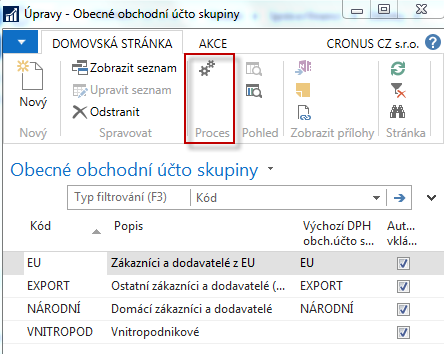 Úpravy - Obecné obchodní účto skupiny
DOMOVSKÁ STRÁNKA AKCE CRONUS CZ s.r.o.
Nový
Zobrazit seznam
Upravit seznam
Odstranit
Nový Spravovat Proces Pohled Zobrazit přílohy Stránka
Obecné obchodní účto skupiny
Typ filtrování (F3) Kód
Kód Popis Výchozí DPH obch.účto s... Aut... vklá...
EU Zákazníci a dodavatelé z EU EU
EXPORT Ostatní zákazníci a dodavatelé (... EXPORT
NÁRODNÍ Domácí zákazníci a dodavatelé NÁRODNÍ
VNITROPOD Vnitropodnikové